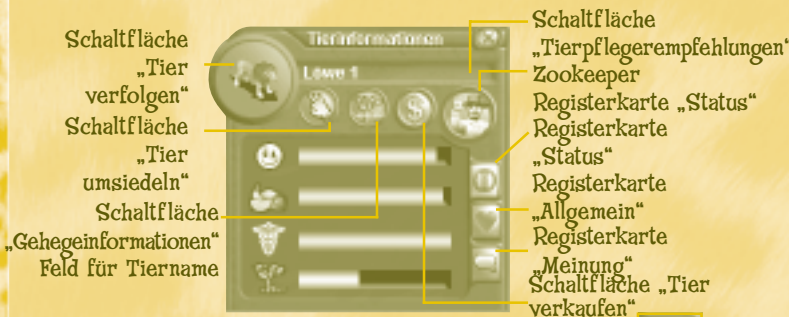 Schaltfläche
„Tier
verfolgen“
Schaltfläche
„Tier
umsiedeln“
Schaltfläche
„Gehegeinformationen“
Feld für Tiername
Tierinformationen
Löwe 1
Schaltfläche
„Tierpflegerempfehlungen“
Zookeeper
Registerkarte „Status“
Registerkarte
„Status“
Registerkarte
„Allgemein“
Registerkarte
„Meinung“
Schaltfläche „Tier
verkaufen“